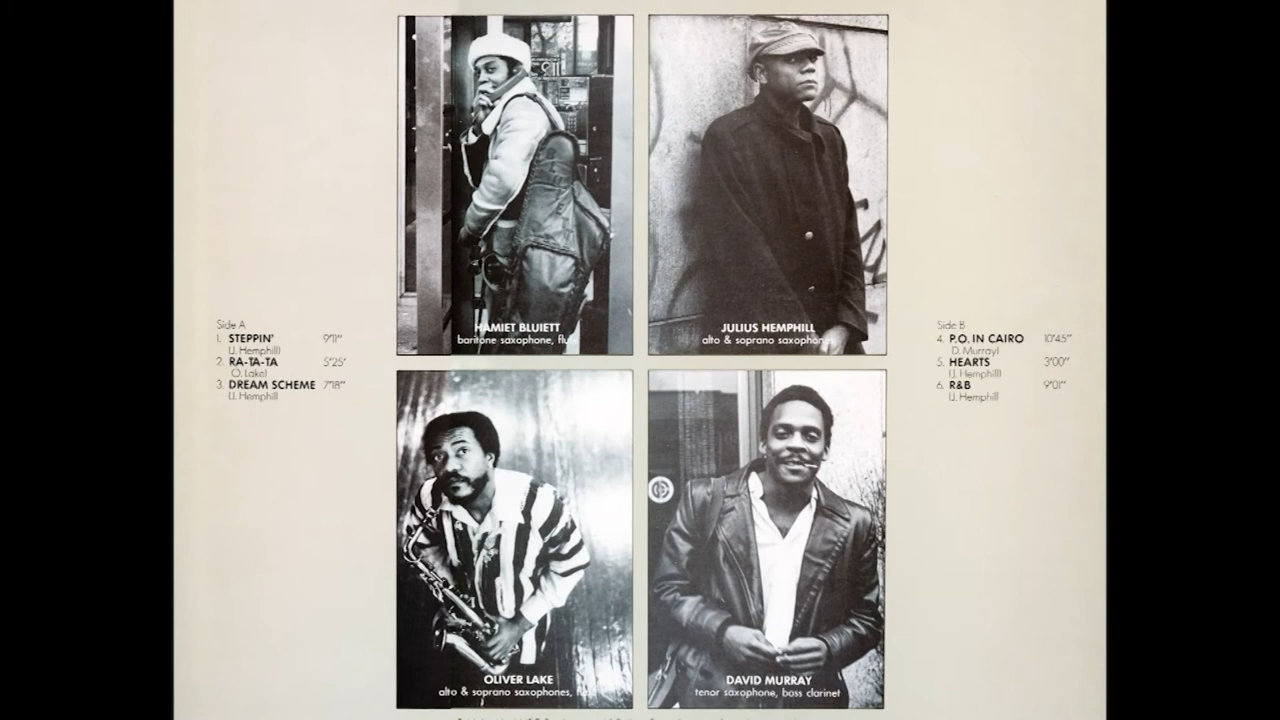 HAMIET BLUIETT
baritone saxophone, flute
JULIUS HEMPHILL
alto & soprano saxophones
Side A
1. STEPPIN' 9'11"
(J. Hemphill)
2. RA-TA-TA 5'25"
O. Lake)
3. DREAM SCHEME 7'18"
(J. Hemphill
Side B
4. P.O. IN CAIRO 10'45"
D. Murray)
5. HEARTS 3'00"
(J. Hemphill)
6. R&B 9'01"
(J. Hemphill
OLIVER LAKE
alto & soprano saxophones,
DAVID MURRAY
tenor saxophone, bass clarinet